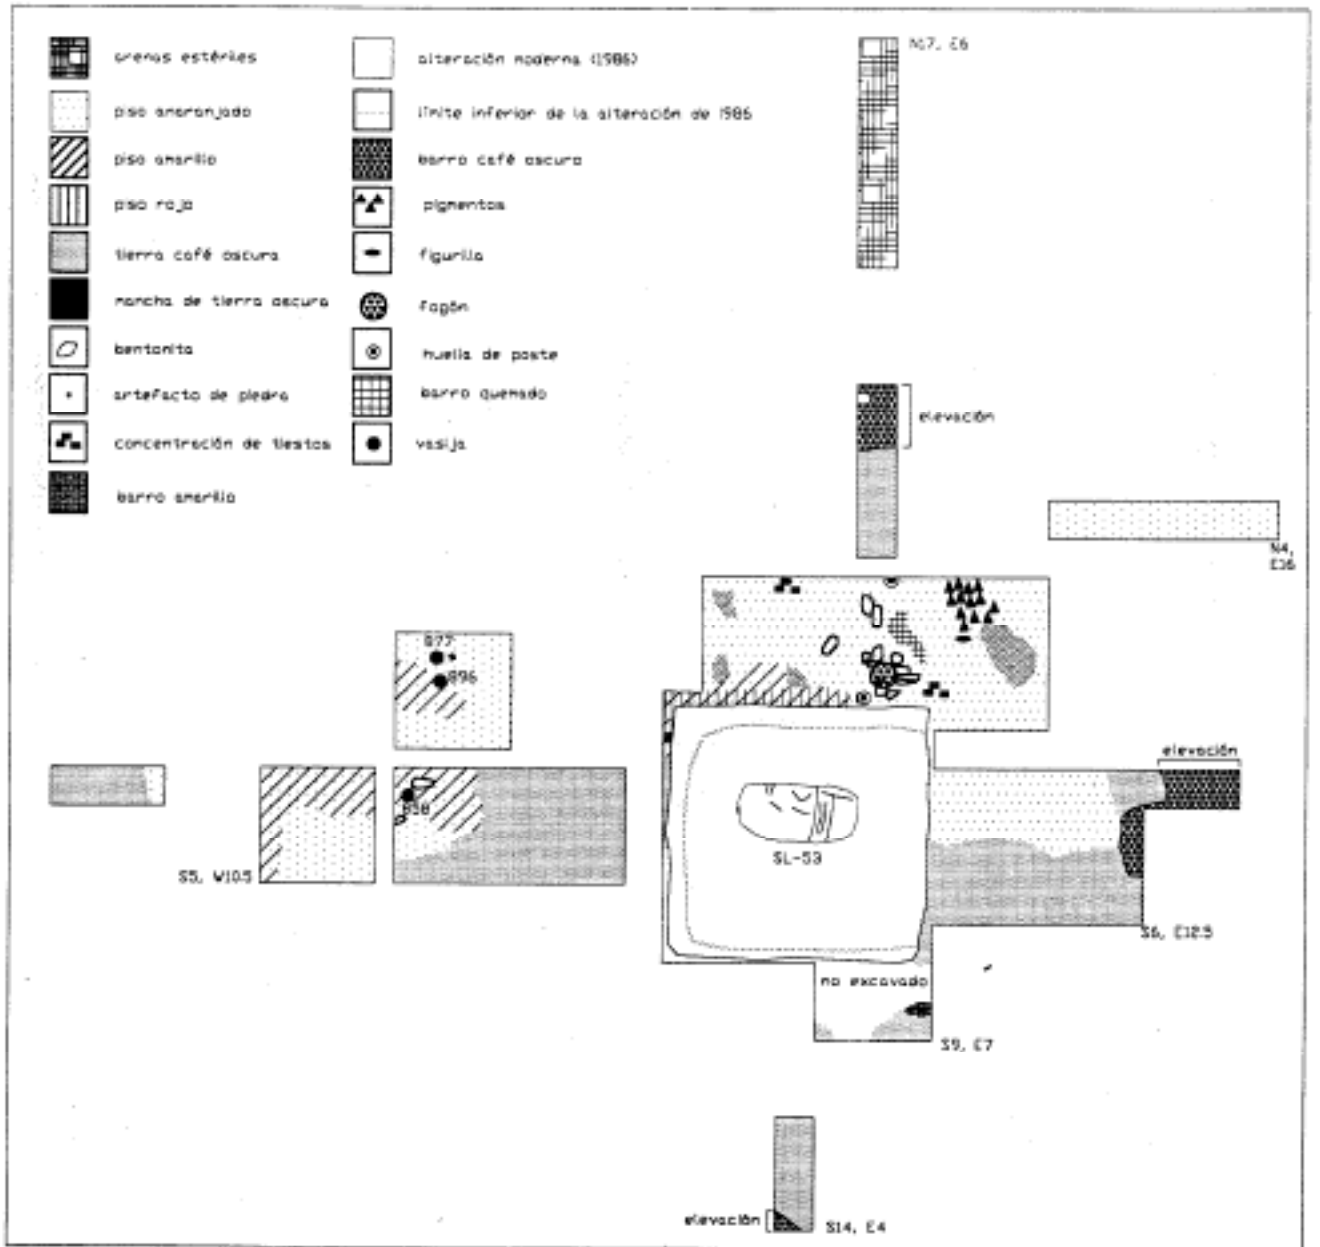 arenas estériles
piso anaranjado
piso amarillo
piso rojo
tierra café oscura
mancha de tierra oscura
bentonita
artefacto de piedra
concentración de tiestos
barro amarillo
alteración moderna (1986)
límite inferior de la alteración de 1986
barro café oscuro
pigmentos
figurilla
fogón
huella de poste
barro quemado
vasija
N17, E6
elevación
N4,
E16
B77
B96
elevación
B58
SL-53
S5, W10.5
S6, E12.5
no excavado
S9, E7
elevación
S14, E4